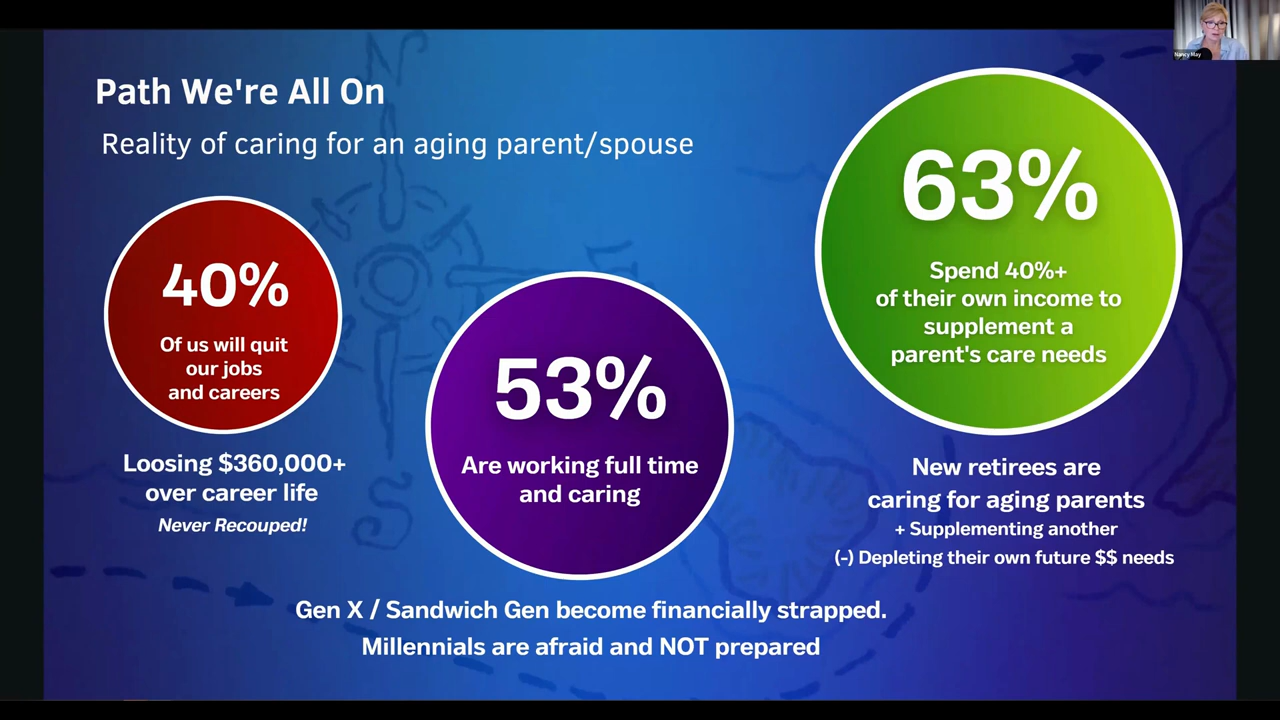 Path We're All On
Reality of caring for an aging parent/spouse
40%
Of us will quit
our jobs
and careers
Loosing $360,000+
over career life
Never Recouped!
53%
Are working full time
and caring
63%
Spend 40%+
of their own income to
supplement a
parent's care needs
New retirees are
caring for aging parents
+ Supplementing another
(-) Depleting their own future $$ needs
Gen X / Sandwich Gen become financially strapped.
Millennials are afraid and NOT prepared
Nancy May
N
E
S